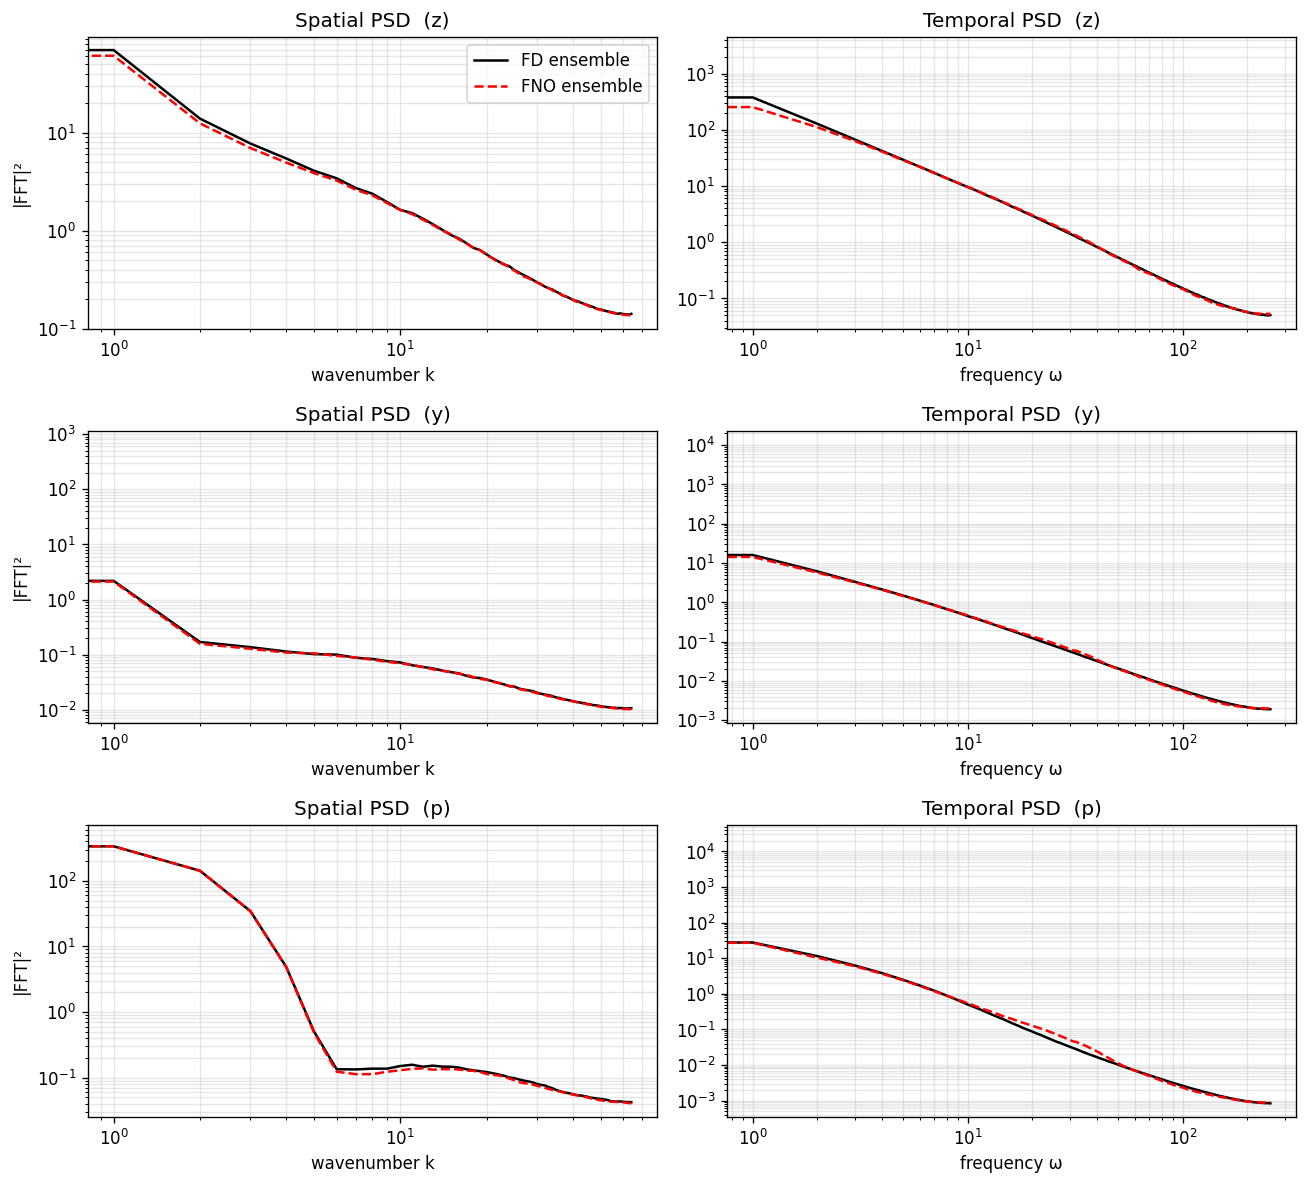 Spatial PSD  (z)
|FFT|²
10¹
10⁰
10⁻¹
10⁰
10¹
wavenumber k
FD ensemble
FNO ensemble
Temporal PSD  (z)
10³
10²
10¹
10⁰
10⁻¹
10⁰
10¹
10²
frequency ω
Spatial PSD  (y)
|FFT|²
10³
10²
10¹
10⁰
10⁻¹
10⁻²
10⁰
10¹
wavenumber k
Temporal PSD  (y)
10⁴
10³
10²
10¹
10⁰
10⁻¹
10⁻²
10⁻³
10⁰
10¹
10²
frequency ω
Spatial PSD  (p)
|FFT|²
10²
10¹
10⁰
10⁻¹
10⁰
10¹
wavenumber k
Temporal PSD  (p)
10⁴
10³
10²
10¹
10⁰
10⁻¹
10⁻²
10⁻³
10⁰
10¹
10²
frequency ω